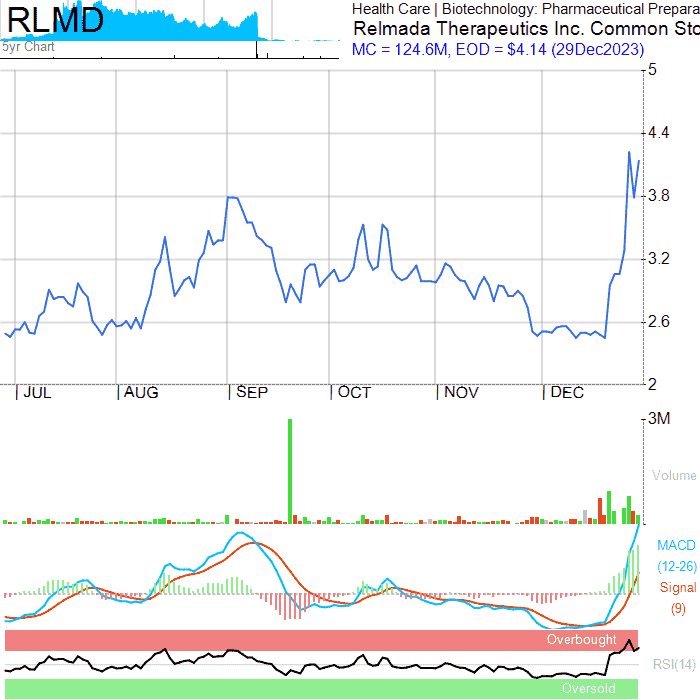 RLMD
5yr Chart
Health Care | Biotechnology: Pharmaceutical Prepara
Relmada Therapeutics Inc. Common Sto
MC = 124.6M, EOD = $4.14 (29Dec2023)
5
4.4
3.8
3.2
2.6
2
JUL AUG SEP OCT NOV DEC
3M
Volume
MACD
(12-26)
Signal
(9)
Overbought
RSI(14)
Oversold